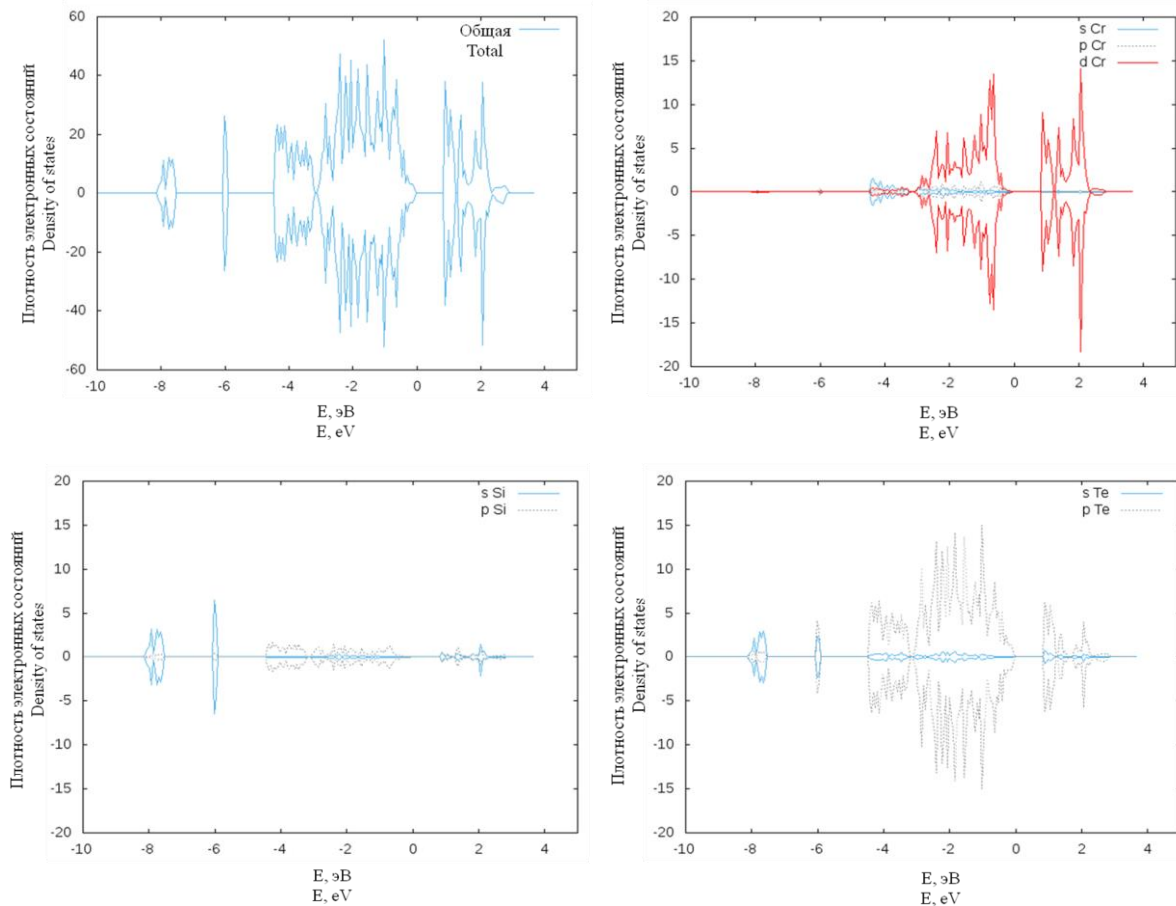 Плотность электронных состояний
Density of states
Общая
Total
60
40
20
0
-20
-40
-60
-10
-8
-6
-4
-2
0
2
4
E, эВ
E, eV
Плотность электронных состояний
Density of states
s Cr
p Cr
d Cr
20
15
10
5
0
-5
-10
-15
-20
-10
-8
-6
-4
-2
0
2
4
E, эВ
E, eV
Плотность электронных состояний
Density of states
s Si
p Si
20
15
10
5
0
-5
-10
-15
-20
-10
-8
-6
-4
-2
0
2
4
E, эВ
E, eV
Плотность электронных состояний
Density of states
s Te
p Te
20
15
10
5
0
-5
-10
-15
-20
-10
-8
-6
-4
-2
0
2
4
E, эВ
E, eV